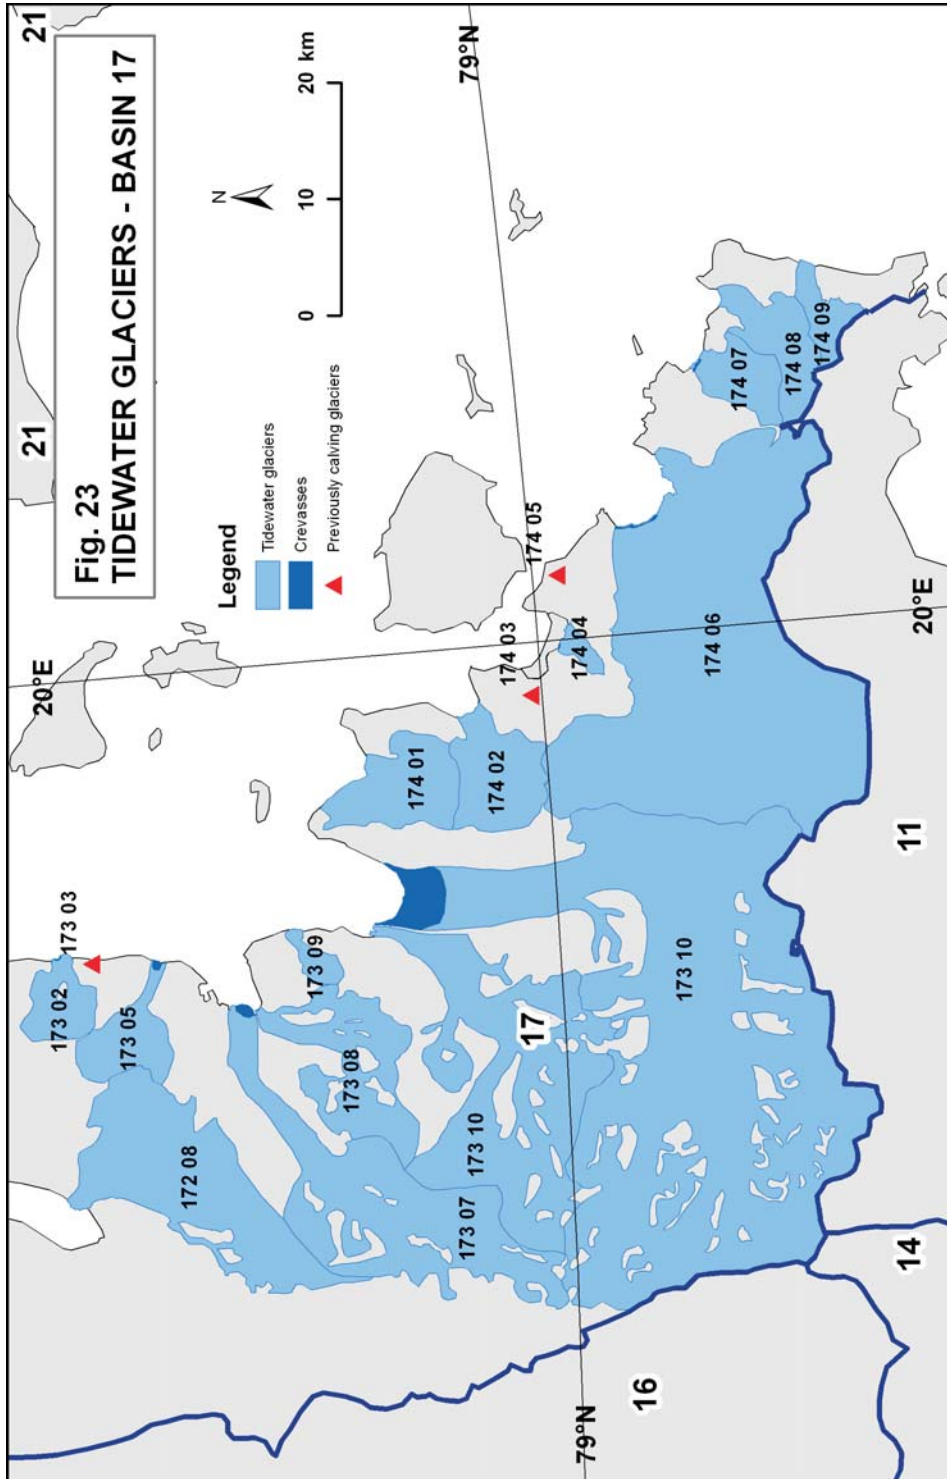 Fig. 23
TIDEWATER GLACIERS - BASIN 17
21
21
Legend
Tidewater glaciers
Crevasses
Previously calving glaciers
N
0 10 20 km
20°E
79°N
173 03
173 02
173 05
172 08
173 09
173 08
173 10
173 07
17
173 10
174 01
174 02
174 03
174 05
174 04
174 06
174 07
174 08
174 09
79°N
16
14
11
20°E